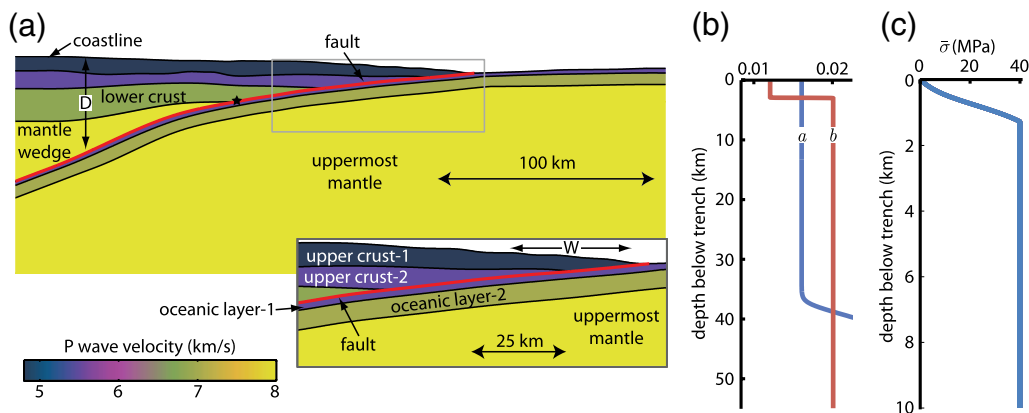 (a)
coastline
fault
D
lower crust
mantle
wedge
uppermost
mantle
100 km
W
upper crust-1
upper crust-2
oceanic layer-1
oceanic layer-2
fault
25 km
uppermost
mantle
P wave velocity (km/s)
5 6 7 8
(b)
0.01 0.02
0
10
20
30
40
50
depth below trench (km)
a b
(c)
σ̄ (MPa)
0 20 40
0
2
4
6
8
10
depth below trench (km)